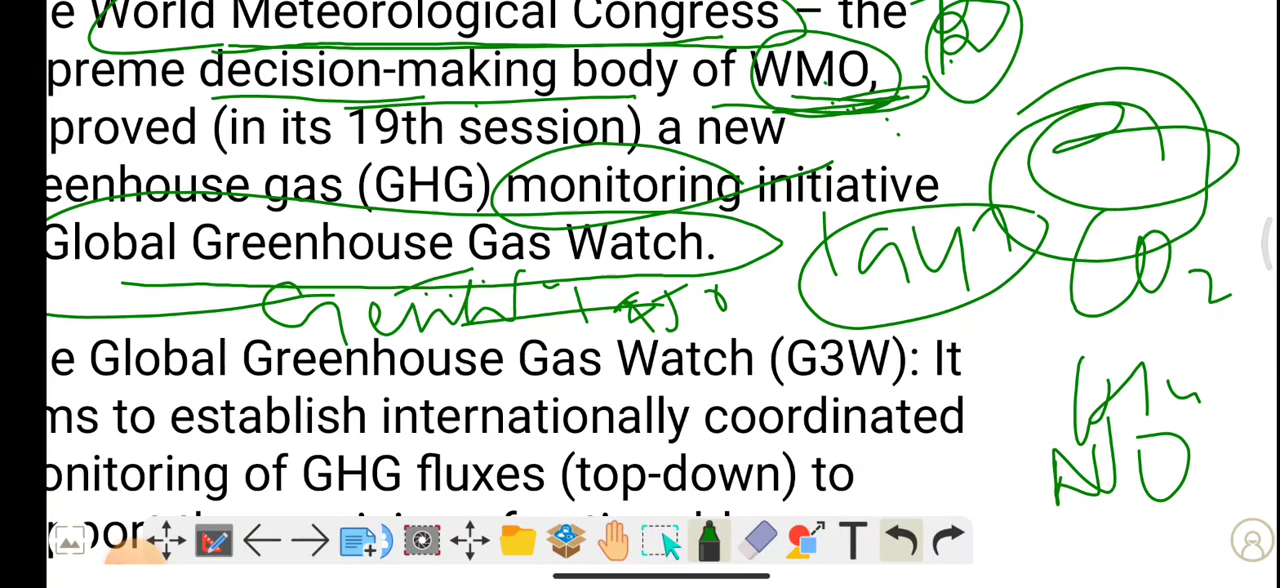 e World Meteorological Congress – the
preme decision-making body of WMO,
proved (in its 19th session) a new
eenhouse gas (GHG) monitoring initiative
Global Greenhouse Gas Watch.
CO2
e Global Greenhouse Gas Watch (G3W): It
CH4
ms to establish internationally coordinated
NO
onitoring of GHG fluxes (top-down) to